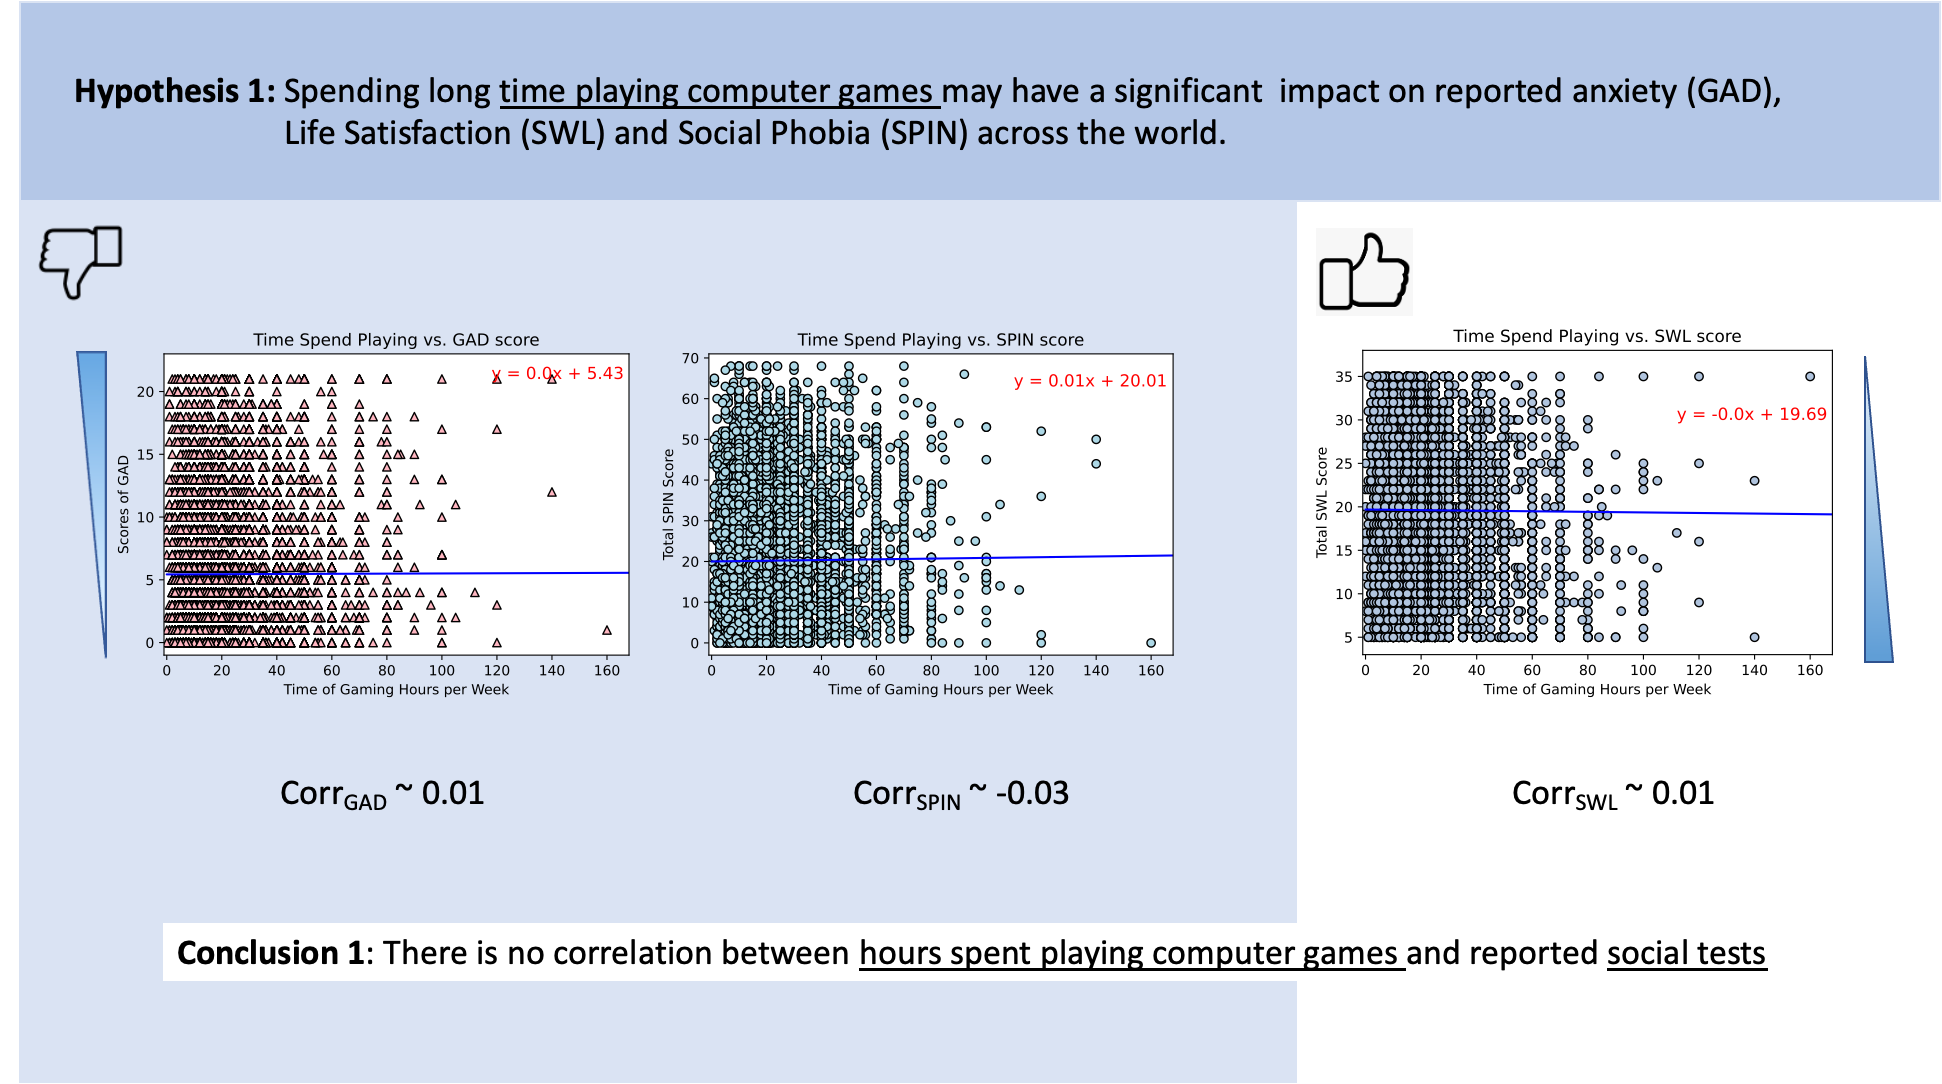 Hypothesis 1: Spending long time playing computer games may have a significant  impact on reported anxiety (GAD),
Life Satisfaction (SWL) and Social Phobia (SPIN) across the world.
Time Spend Playing vs. GAD score
y = 0.0x + 5.43
Scores of GAD
20
15
10
5
0
0 20 40 60 80 100 120 140 160
Time of Gaming Hours per Week
Time Spend Playing vs. SPIN score
y = 0.01x + 20.01
Total SPIN Score
70
60
50
40
30
20
10
0
0 20 40 60 80 100 120 140 160
Time of Gaming Hours per Week
Time Spend Playing vs. SWL score
y = -0.0x + 19.69
Total SWL Score
35
30
25
20
15
10
5
0 20 40 60 80 100 120 140 160
Time of Gaming Hours per Week
CorrGAD ~ 0.01
CorrSPIN ~ -0.03
CorrSWL ~ 0.01
Conclusion 1: There is no correlation between hours spent playing computer games and reported social tests